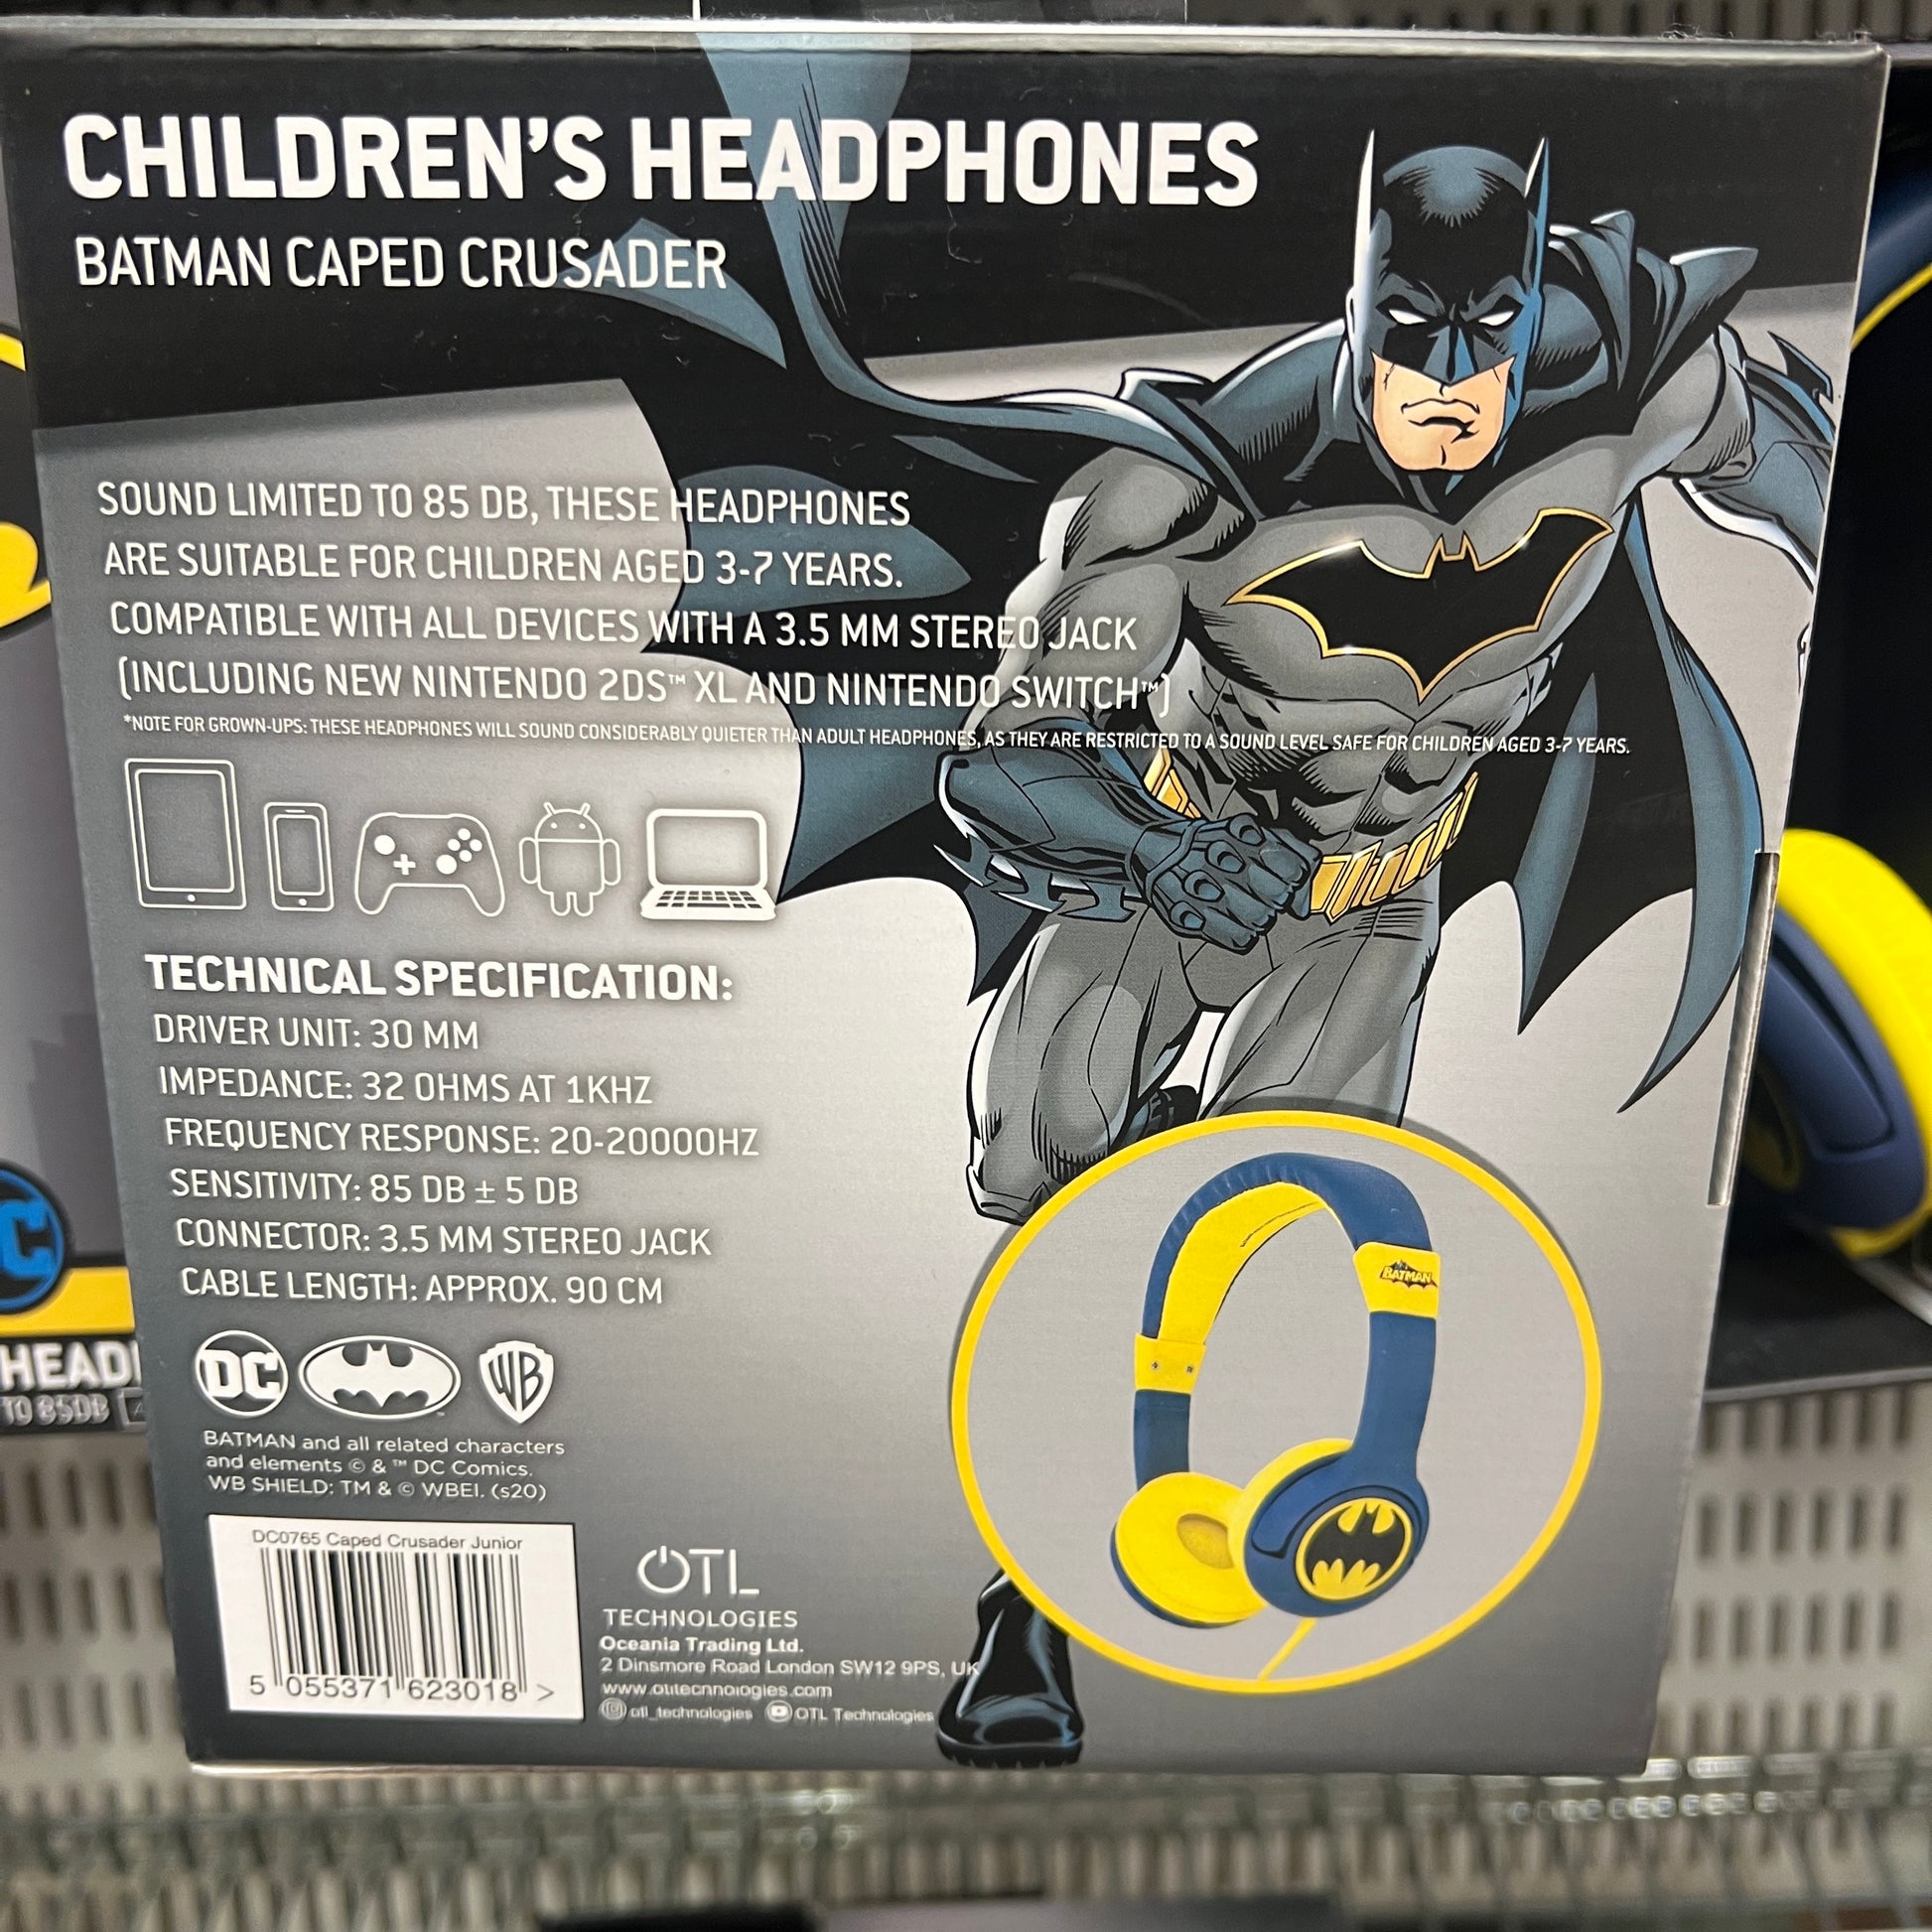 CHILDREN'S HEADPHONES
BATMAN CAPED CRUSADER
SOUND LIMITED TO 85 DB, THESE HEADPHONES
ARE SUITABLE FOR CHILDREN AGED 3-7 YEARS.
COMPATIBLE WITH ALL DEVICES WITH A 3.5 MM STEREO JACK
(INCLUDING NEW NINTENDO 2DS™ XL AND NINTENDO SWITCH™)
*NOTE FOR GROWN-UPS: THESE HEADPHONES WILL SOUND CONSIDERABLY QUIETER THAN ADULT HEADPHONES, AS THEY ARE RESTRICTED TO A SOUND LEVEL SAFE FOR CHILDREN AGED 3-7 YEARS.
TECHNICAL SPECIFICATION:
DRIVER UNIT: 30 MM
IMPEDANCE: 32 OHMS AT 1KHZ
FREQUENCY RESPONSE: 20-20000HZ
SENSITIVITY: 85 DB ± 5 DB
CONNECTOR: 3.5 MM STEREO JACK
CABLE LENGTH: APPROX. 90 CM
BATMAN
DC WB
BATMAN and all related characters
and elements © & ™ DC Comics.
WB SHIELD: TM & © WBEI. (s20)
DC0765 Caped Crusader Junior
5 055371 623018 >
OTL
TECHNOLOGIES
Oceania Trading Ltd.
2 Dinsmore Road London SW12 9PS, UK
www.otltechnologies.com
otl_technologies OTL Technologies
HEAD
TO 85DB